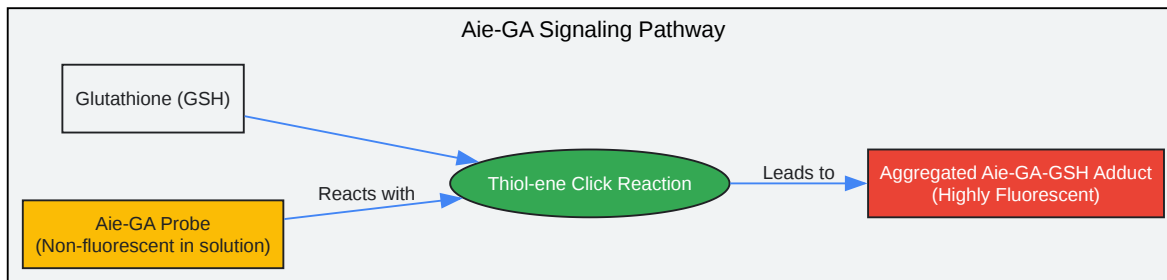 Aie-GA Signaling Pathway
Glutathione (GSH)
Aie-GA Probe
(Non-fluorescent in solution)
Reacts with
Thiol-ene Click Reaction
Leads to
Aggregated Aie-GA-GSH Adduct
(Highly Fluorescent)